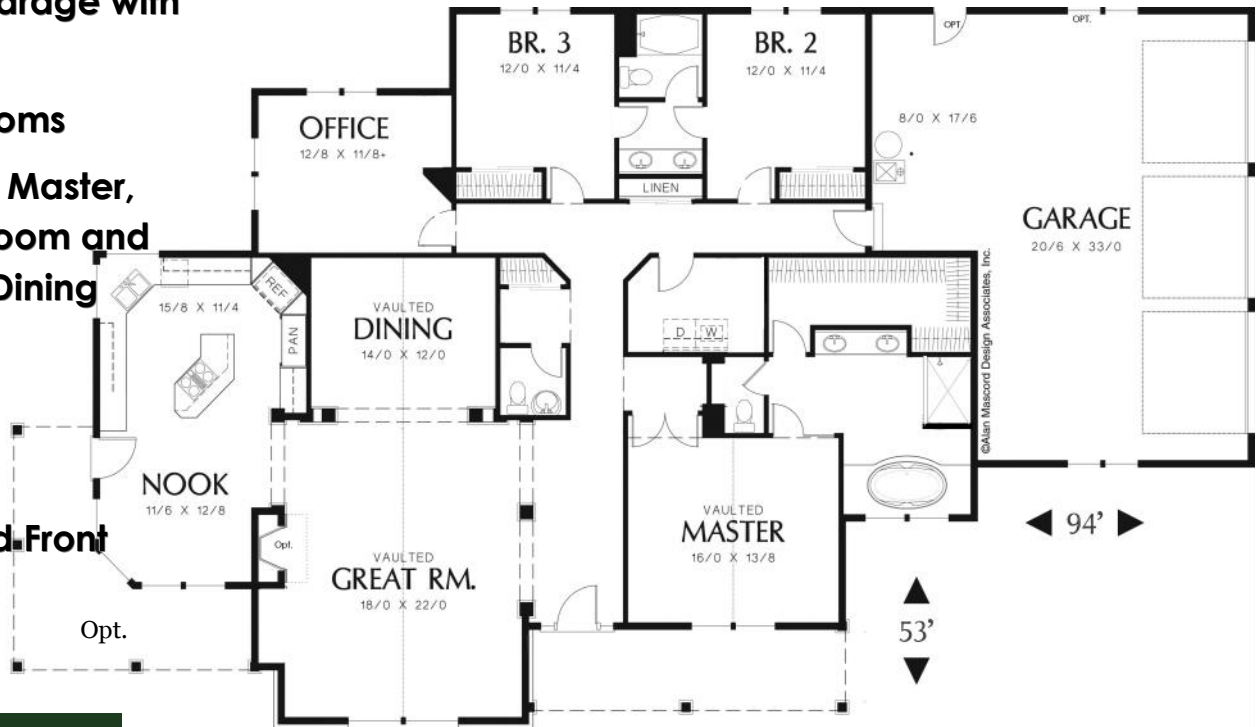 arage with
oms
Master,
oom and
Dining
d Front
BR. 3
12/0 X 11/4
BR. 2
12/0 X 11/4
OPT.
OPT.
OFFICE
12/8 X 11/8+
8/0 X 17/6
LINEN
GARAGE
20/6 X 33/0
©Alan Mascord Design Associates, Inc.
REF
15/8 X 11/4
PAN
VAULTED
DINING
14/0 X 12/0
D
W
NOOK
11/6 X 12/8
Opt.
VAULTED
GREAT RM.
18/0 X 22/0
VAULTED
MASTER
16/0 X 13/8
94'
53'
Opt.